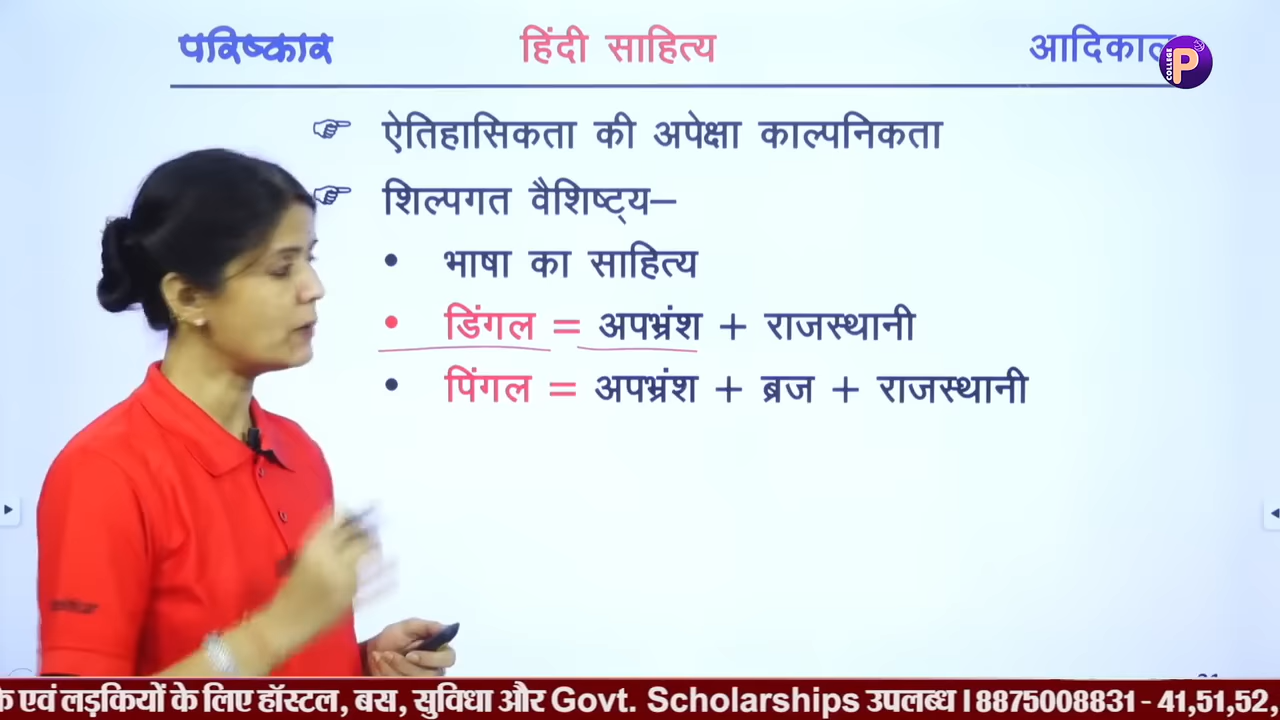 परिष्कार हिंदी साहित्य आदिकाल
COLLEGE P
ऐतिहासिकता की अपेक्षा काल्पनिकता
शिल्पगत वैशिष्ट्य–
• भाषा का साहित्य
• डिंगल = अपभ्रंश + राजस्थानी
• पिंगल = अपभ्रंश + ब्रज + राजस्थानी
एवं लड़कियों के लिए हॉस्टल, बस, सुविधा और Govt. Scholarships उपलब्ध । 8875008831 - 41,51,52,